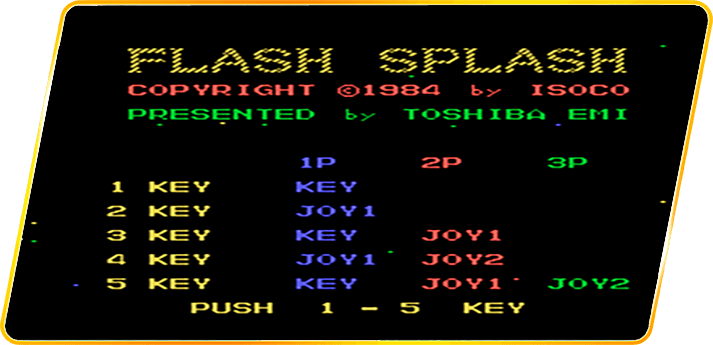 FLASH SPLASH
COPYRIGHT ©1984 by ISOCO
PRESENTED by TOSHIBA EMI
1P 2P 3P
1 KEY KEY
2 KEY JOY1
3 KEY KEY JOY1
4 KEY JOY1 JOY2
5 KEY KEY JOY1 JOY2
PUSH 1 - 5 KEY